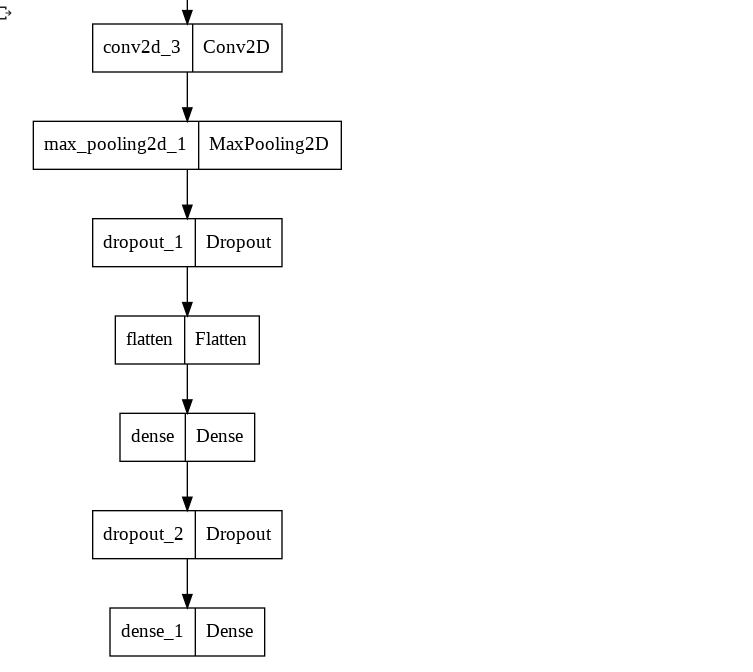 conv2d_3 Conv2D
max_pooling2d_1 MaxPooling2D
dropout_1 Dropout
flatten Flatten
dense Dense
dropout_2 Dropout
dense_1 Dense